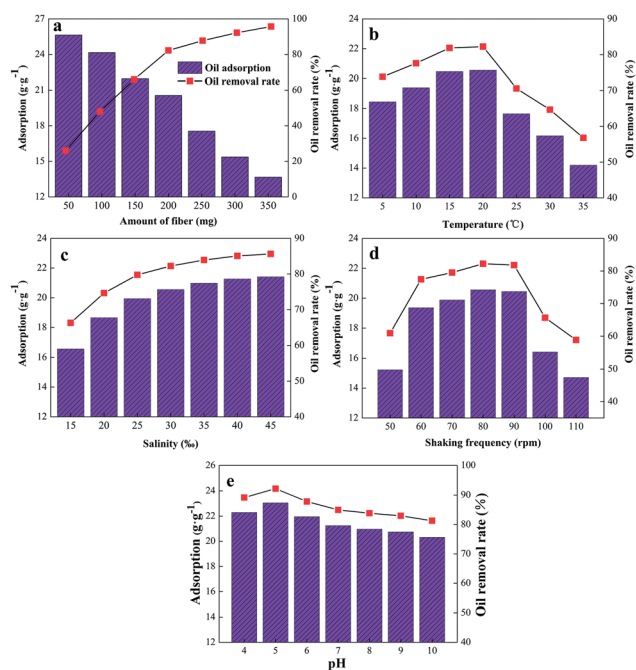 a
Oil adsorption
Oil removal rate
Adsorption (g·g⁻¹)
27
24
21
18
15
12
Oil removal rate (%)
100
80
60
40
20
0
50 100 150 200 250 300 350
Amount of fiber (mg)
b
Adsorption (g·g⁻¹)
24
22
20
18
16
14
12
Oil removal rate (%)
90
80
70
60
50
40
5 10 15 20 25 30 35
Temperature (℃)
c
Adsorption (g·g⁻¹)
24
22
20
18
16
14
12
Oil removal rate (%)
90
80
70
60
50
40
15 20 25 30 35 40 45
Salinity (‰)
d
Adsorption (g·g⁻¹)
24
22
20
18
16
14
12
Oil removal rate (%)
90
80
70
60
50
40
50 60 70 80 90 100 110
Shaking frequency (rpm)
e
Adsorption (g·g⁻¹)
26
24
22
20
18
16
14
12
Oil removal rate (%)
100
90
80
70
60
50
40
4 5 6 7 8 9 10
pH